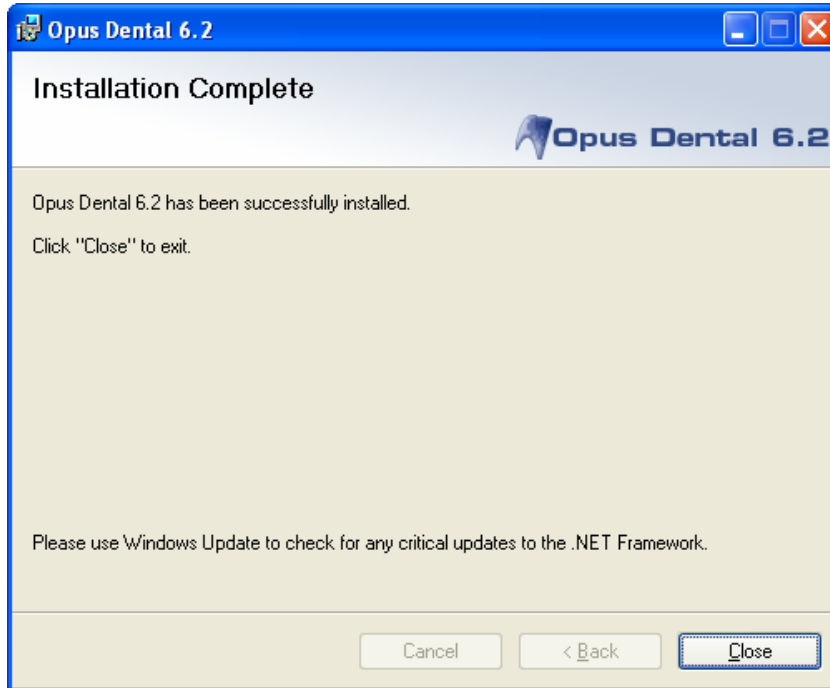 Opus Dental 6.2
Installation Complete
Opus Dental 6.2
Opus Dental 6.2 has been successfully installed.
Click "Close" to exit.
Please use Windows Update to check for any critical updates to the .NET Framework.
Cancel
< Back
Close